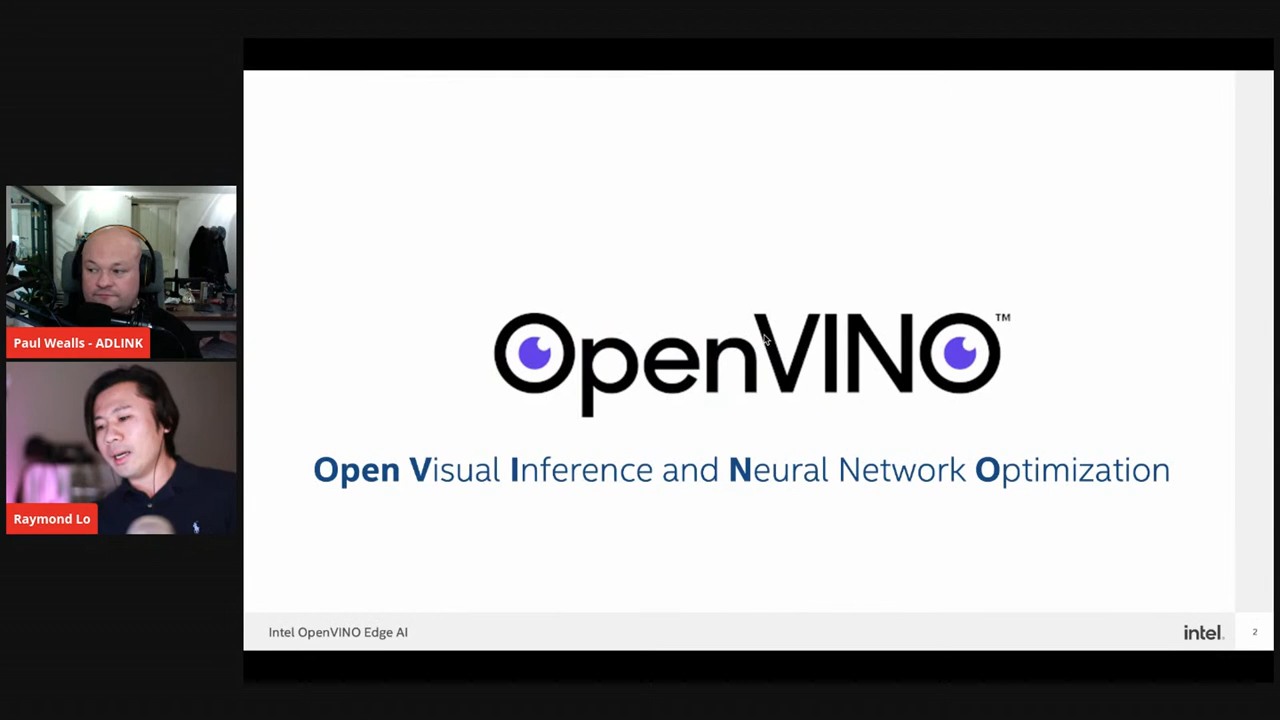 Paul Wealls - ADLINK
Raymond Lo
OpenVINO™
Open Visual Inference and Neural Network Optimization
Intel OpenVINO Edge AI
intel.
2